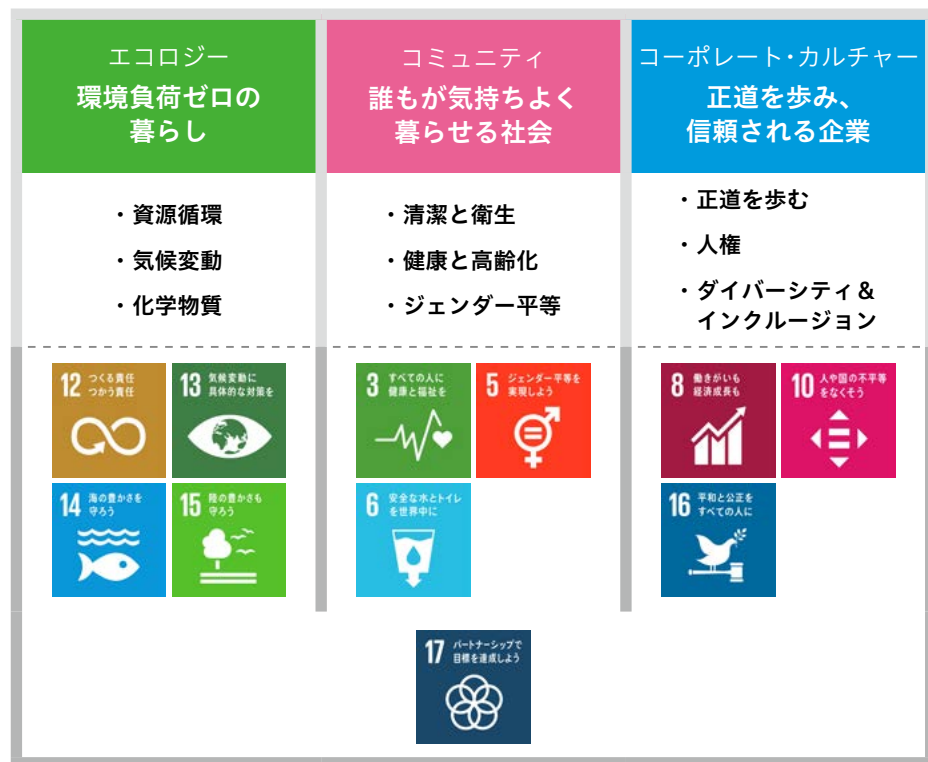 エコロジー
環境負荷ゼロの
暮らし
・資源循環
・気候変動
・化学物質
コミュニティ
誰もが気持ちよく
暮らせる社会
・清潔と衛生
・健康と高齢化
・ジェンダー平等
コーポレート・カルチャー
正道を歩み、
信頼される企業
・正道を歩む
・人権
・ダイバーシティ&
インクルージョン
12 つくる責任
つかう責任
13 気候変動に
具体的な対策を
14 海の豊かさを
守ろう
15 陸の豊かさも
守ろう
3 すべての人に
健康と福祉を
5 ジェンダー平等を
実現しよう
6 安全な水とトイレ
を世界中に
8 働きがいも
経済成長も
10 人や国の不平等
をなくそう
16 平和と公正を
すべての人に
17 パートナーシップで
目標を達成しよう